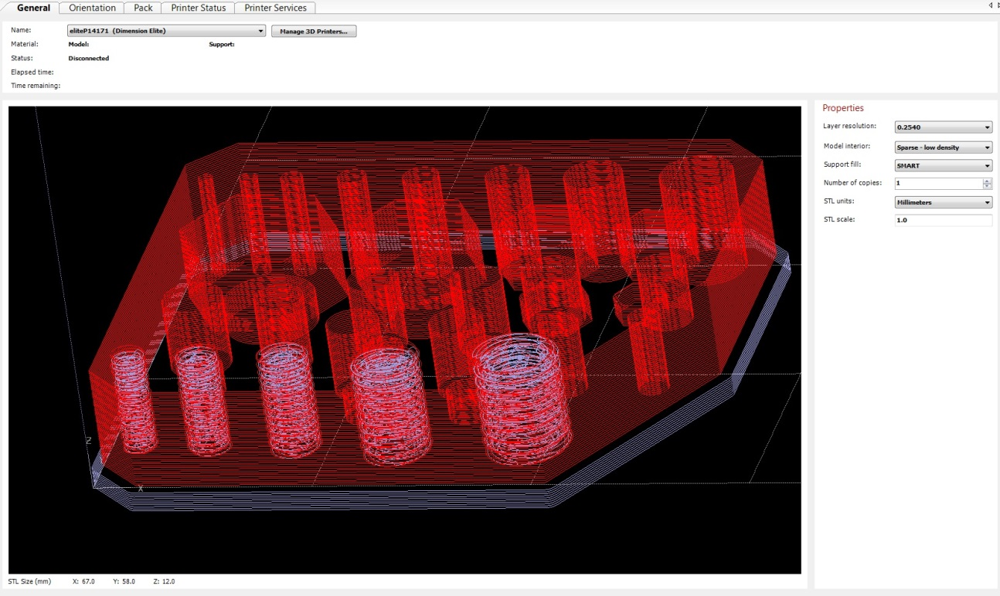 General Orientation Pack Printer Status Printer Services
Name: eliteP14171 (Dimension Elite) Manage 3D Printers...
Material: Model: Support:
Status: Disconnected
Elapsed time:
Time remaining:
Properties
Layer resolution: 0.2540
Model interior: Sparse - low density
Support fill: SMART
Number of copies: 1
STL units: Millimeters
STL scale: 1.0
Z
X
STL Size (mm) X: 67.0 Y: 58.0 Z: 12.0